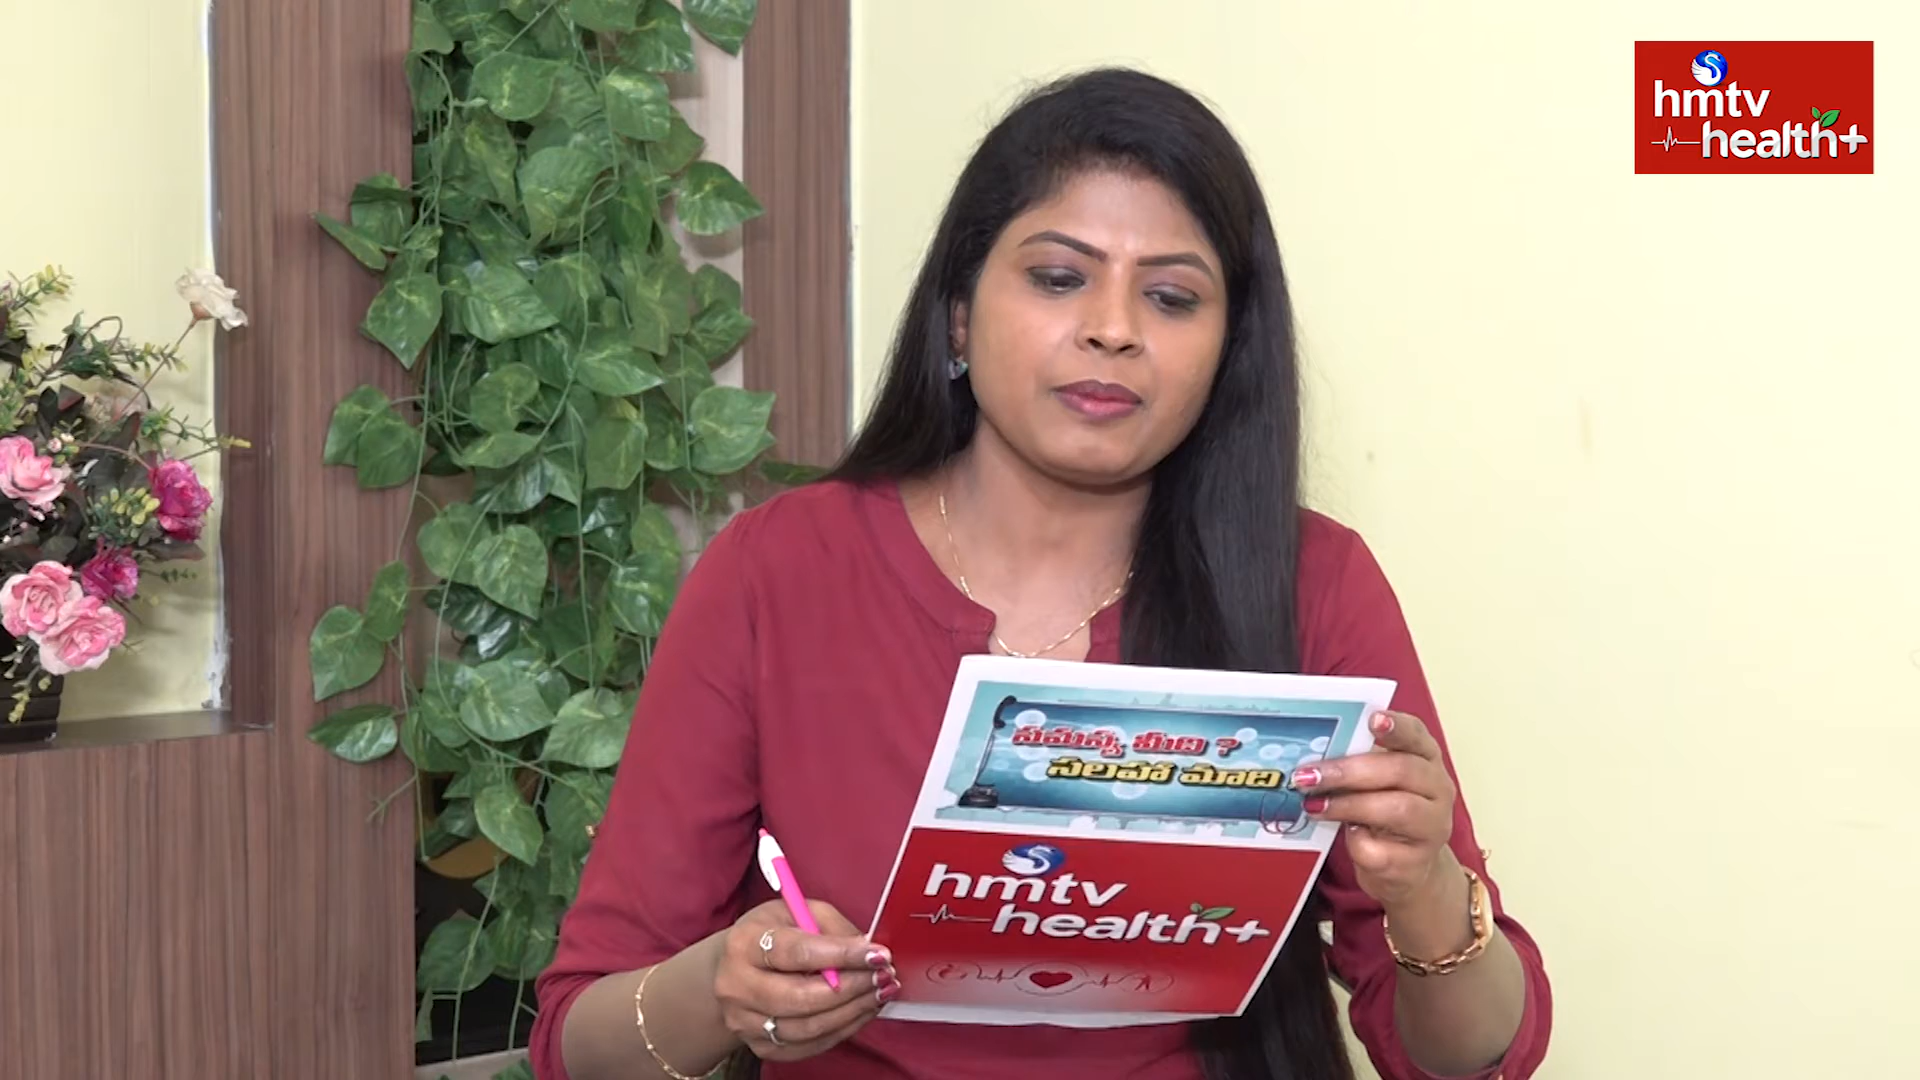 hmtv
health+
సమస్య మీది ?
సలహా మాది
hmtv
health+